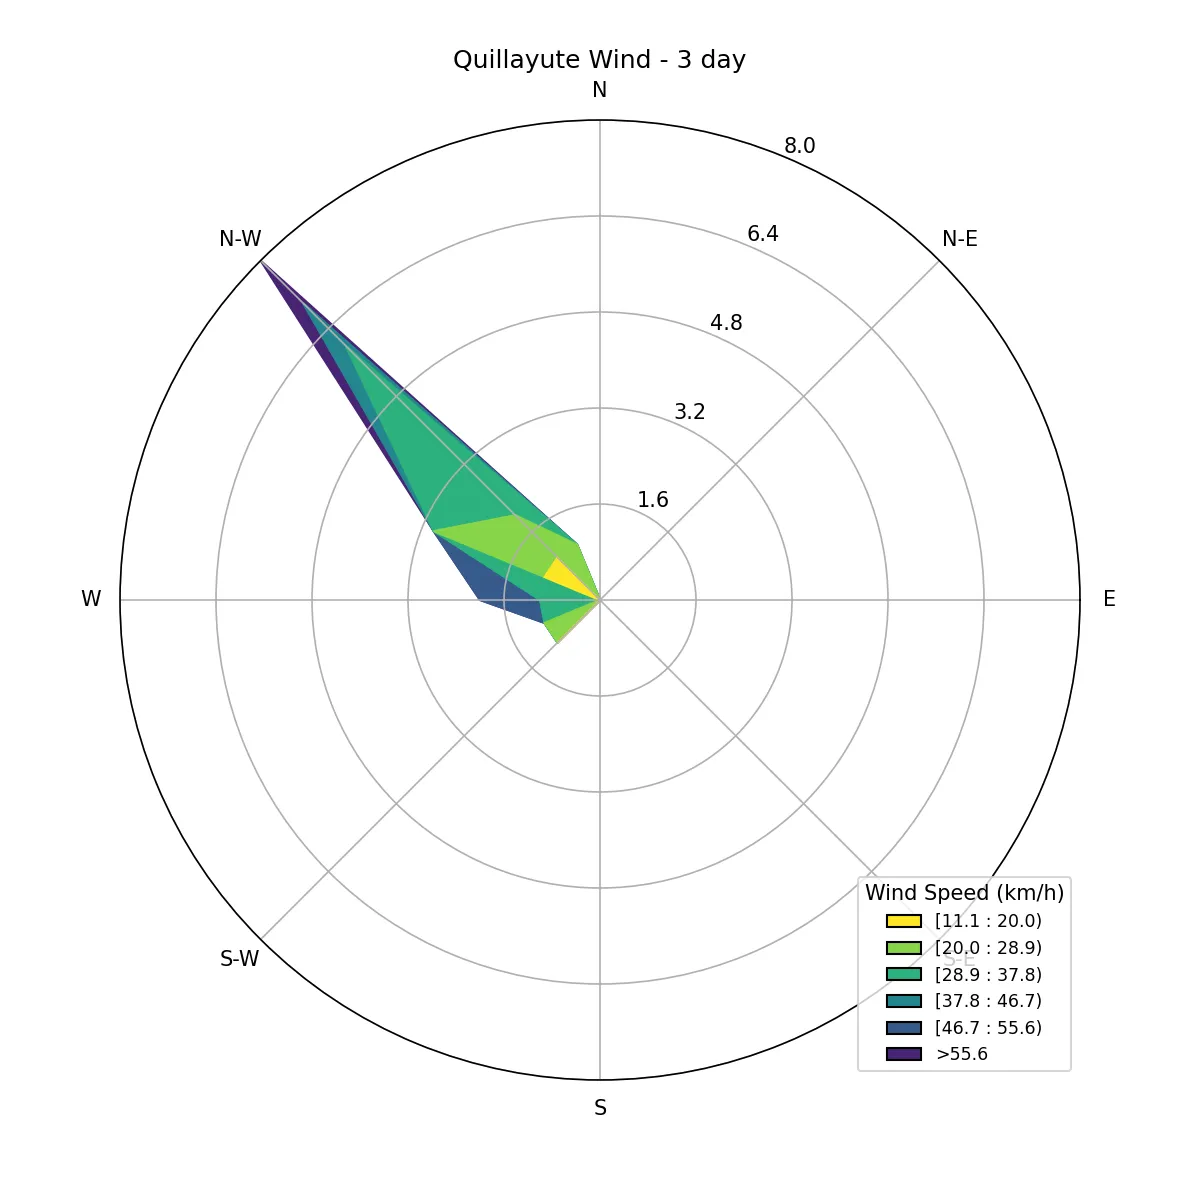 Quillayute Wind - 3 day
N
8.0
6.4
N-W
N-E
4.8
3.2
1.6
W
E
S-W
S-E
S
Wind Speed (km/h)
[11.1 : 20.0)
[20.0 : 28.9)
[28.9 : 37.8)
[37.8 : 46.7)
[46.7 : 55.6)
>55.6